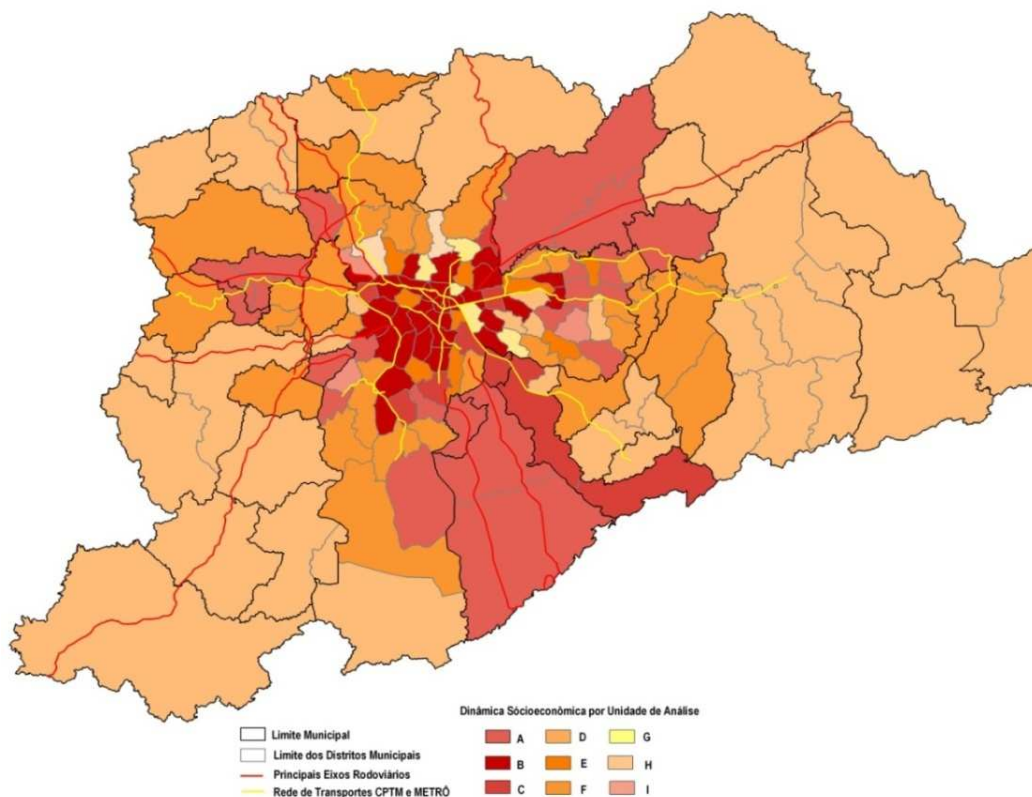 Dinâmica Sócioeconômica por Unidade de Análise
Limite Municipal
Limite dos Distritos Municipais
Principais Eixos Rodoviários
Rede de Transportes CPTM e METRÔ
A
D
G
B
E
H
C
F
I